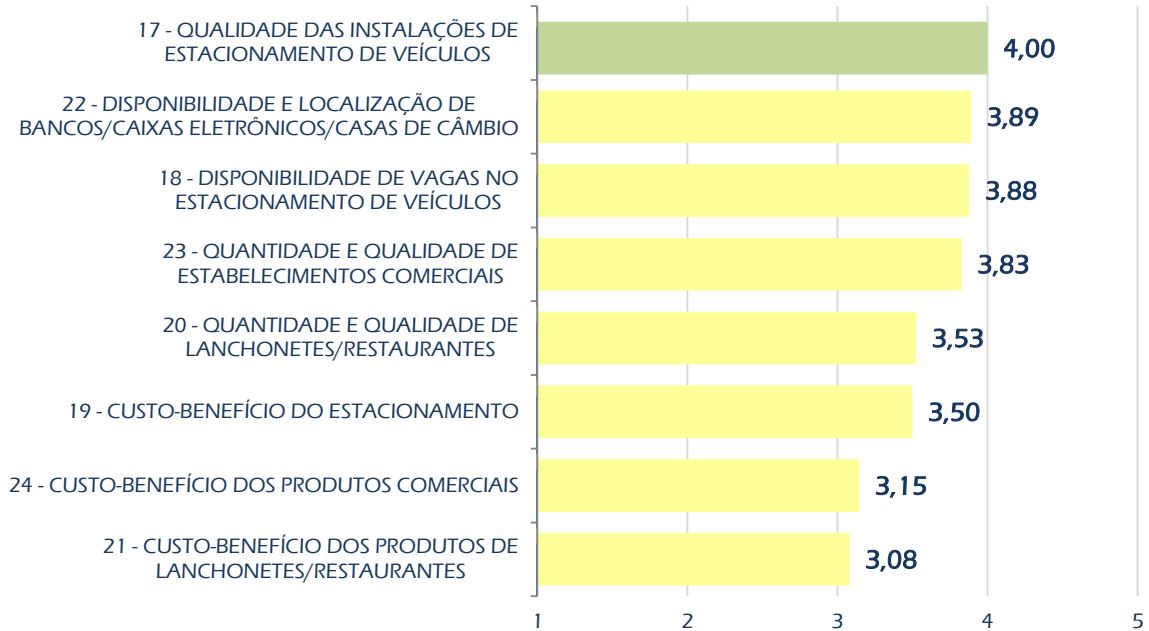 17 - QUALIDADE DAS INSTALAÇÕES DE
ESTACIONAMENTO DE VEÍCULOS
4,00
22 - DISPONIBILIDADE E LOCALIZAÇÃO DE
BANCOS/CAIXAS ELETRÔNICOS/CASAS DE CÂMBIO
3,89
18 - DISPONIBILIDADE DE VAGAS NO
ESTACIONAMENTO DE VEÍCULOS
3,88
23 - QUANTIDADE E QUALIDADE DE
ESTABELECIMENTOS COMERCIAIS
3,83
20 - QUANTIDADE E QUALIDADE DE
LANCHONETES/RESTAURANTES
3,53
19 - CUSTO-BENEFÍCIO DO ESTACIONAMENTO
3,50
24 - CUSTO-BENEFÍCIO DOS PRODUTOS COMERCIAIS
3,15
21 - CUSTO-BENEFÍCIO DOS PRODUTOS DE
LANCHONETES/RESTAURANTES
3,08
1 2 3 4 5